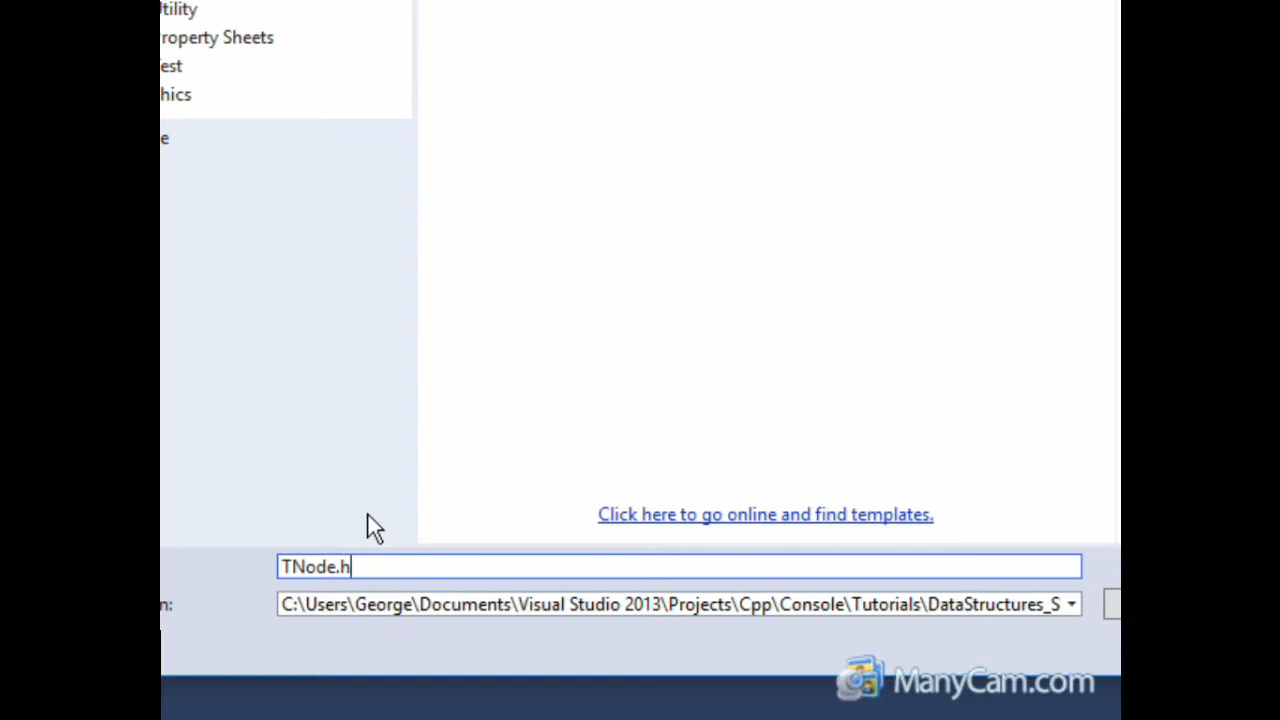 Utility
roperty Sheets
est
hics
e
Click here to go online and find templates.
TNode.h
n:
C:\Users\George\Documents\Visual Studio 2013\Projects\Cpp\Console\Tutorials\DataStructures_S
ManyCam.com